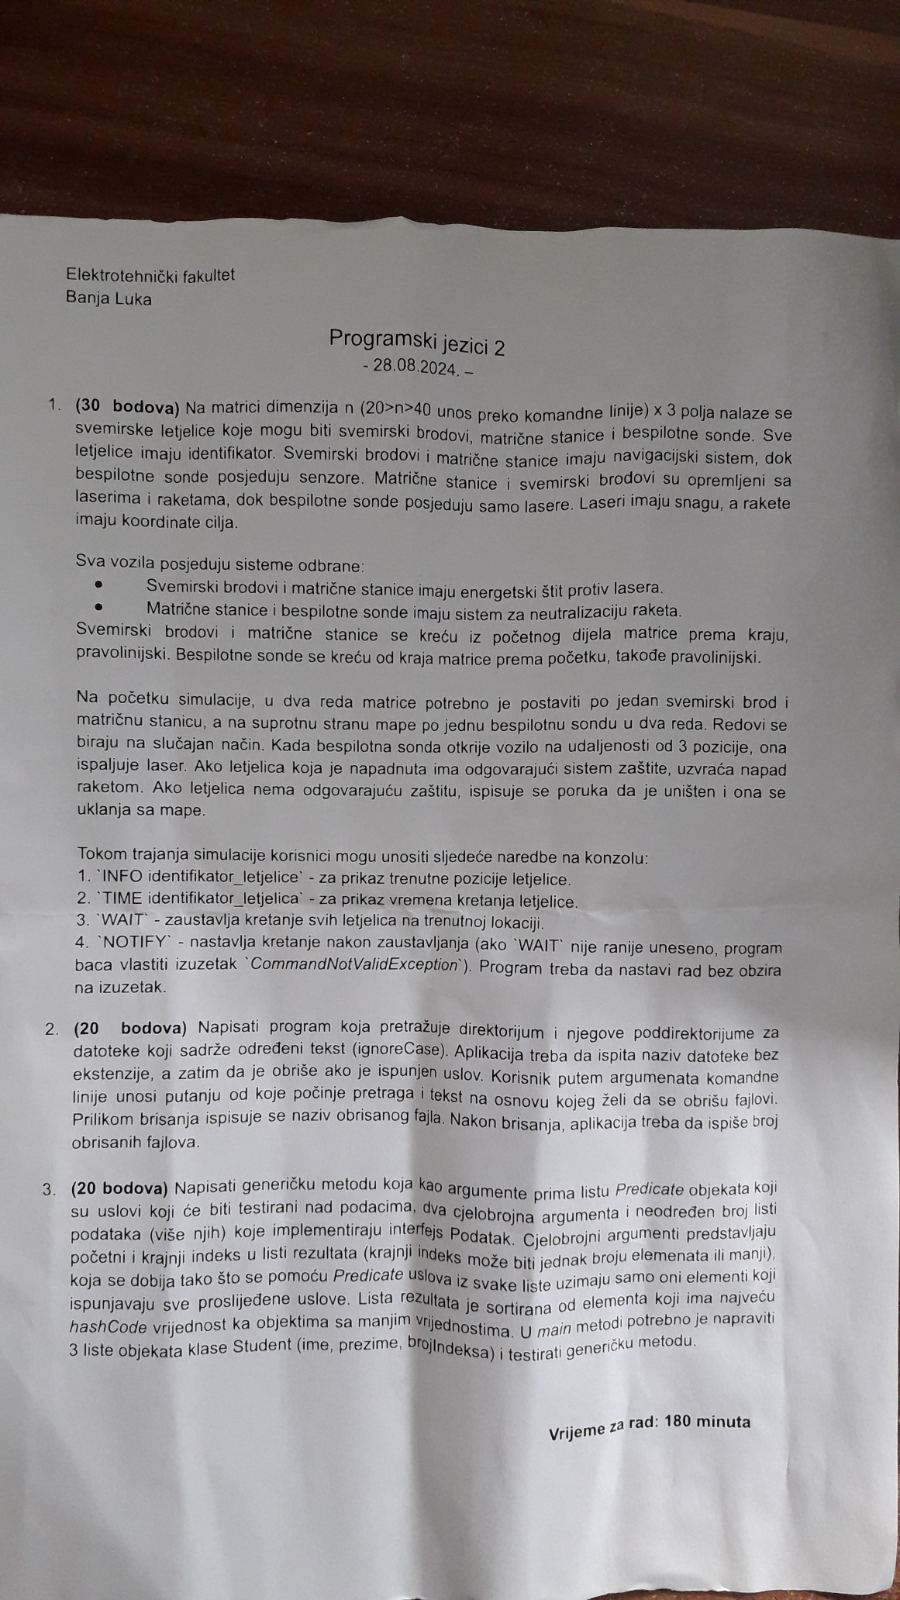 Elektrotehnički fakultet
Banja Luka
Programski jezici 2
- 28.08.2024. –
1. (30 bodova) Na matrici dimenzija n (20>n>40 unos preko komandne linije) x 3 polja nalaze se
svemirske letjelice koje mogu biti svemirski brodovi, matrične stanice i bespilotne sonde. Sve
letjelice imaju identifikator. Svemirski brodovi i matrične stanice imaju navigacijski sistem, dok
bespilotne sonde posjeduju senzore. Matrične stanice i svemirski brodovi su opremljeni sa
laserima i raketama, dok bespilotne sonde posjeduju samo lasere. Laseri imaju snagu, a rakete
imaju koordinate cilja.
Sva vozila posjeduju sisteme odbrane:
• Svemirski brodovi i matrične stanice imaju energetski štit protiv lasera.
• Matrične stanice i bespilotne sonde imaju sistem za neutralizaciju raketa.
Svemirski brodovi i matrične stanice se kreću iz početnog dijela matrice prema kraju,
pravolinijski. Bespilotne sonde se kreću od kraja matrice prema početku, takođe pravolinijski.
Na početku simulacije, u dva reda matrice potrebno je postaviti po jedan svemirski brod i
matričnu stanicu, a na suprotnu stranu mape po jednu bespilotnu sondu u dva reda. Redovi se
biraju na slučajan način. Kada bespilotna sonda otkrije vozilo na udaljenosti od 3 pozicije, ona
ispaljuje laser. Ako letjelica koja je napadnuta ima odgovarajući sistem zaštite, uzvraća napad
raketom. Ako letjelica nema odgovarajuću zaštitu, ispisuje se poruka da je uništen i ona se
uklanja sa mape.
Tokom trajanja simulacije korisnici mogu unositi sljedeće naredbe na konzolu:
1. `INFO identifikator_letjelice` - za prikaz trenutne pozicije letjelice.
2. `TIME identifikator_letjelica` - za prikaz vremena kretanja letjelice.
3. `WAIT` - zaustavlja kretanje svih letjelica na trenutnoj lokaciji.
4. `NOTIFY` - nastavlja kretanje nakon zaustavljanja (ako `WAIT` nije ranije uneseno, program
baca vlastiti izuzetak `CommandNotValidException`). Program treba da nastavi rad bez obzira
na izuzetak.
2. (20 bodova) Napisati program koja pretražuje direktorijum i njegove poddirektorijume za
datoteke koji sadrže određeni tekst (ignoreCase). Aplikacija treba da ispita naziv datoteke bez
ekstenzije, a zatim da je obriše ako je ispunjen uslov. Korisnik putem argumenata komandne
linije unosi putanju od koje počinje pretraga i tekst na osnovu kojeg želi da se obrišu fajlovi.
Prilikom brisanja ispisuje se naziv obrisanog fajla. Nakon brisanja, aplikacija treba da ispiše broj
obrisanih fajlova.
3. (20 bodova) Napisati generičku metodu koja kao argumente prima listu Predicate objekata koji
su uslovi koji će biti testirani nad podacima, dva cjelobrojna argumenta i neodređen broj listi
podataka (više njih) koje implementiraju interfejs Podatak. Cjelobrojni argumenti predstavljaju
početni i krajnji indeks u listi rezultata (krajnji indeks može biti jednak broju elemenata ili manji),
koja se dobija tako što se pomoću Predicate uslova iz svake liste uzimaju samo oni elementi koji
ispunjavaju sve proslijeđene uslove. Lista rezultata je sortirana od elementa koji ima najveću
hashCode vrijednost ka objektima sa manjim vrijednostima. U main metodi potrebno je napraviti
3 liste objekata klase Student (ime, prezime, brojIndeksa) i testirati generičku metodu.
Vrijeme za rad: 180 minuta